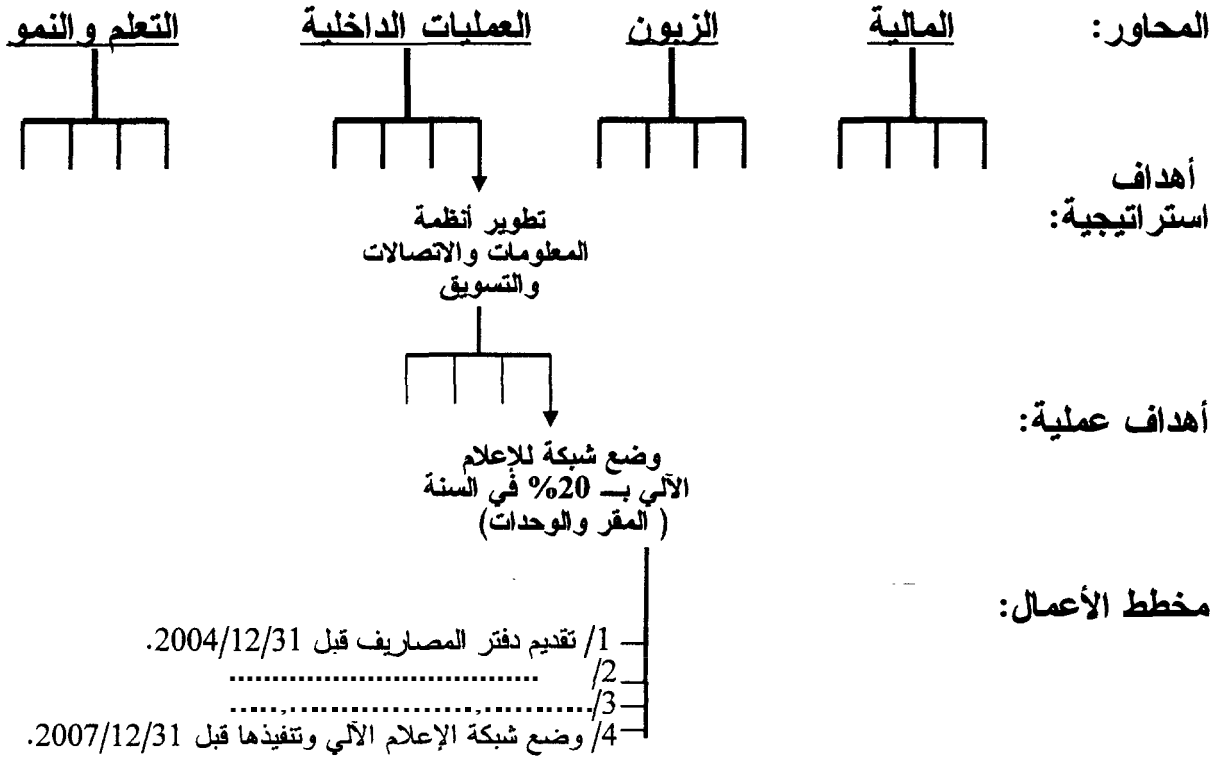 المحاور: المالية الزبون العمليات الداخلية التعلم والنمو
أهداف
استراتيجية:
تطوير أنظمة
المعلومات والاتصالات
والتسويق
أهداف عملية:
وضع شبكة للإعلام
الآلي بـ 20% في السنة
( المقر والوحدات)
مخطط الأعمال:
1/ تقديم دفتر المصاريف قبل 2004/12/31.
2/ ....................................
3/..........................................
4/ وضع شبكة الإعلام الآلي وتنفيذها قبل 2007/12/31.